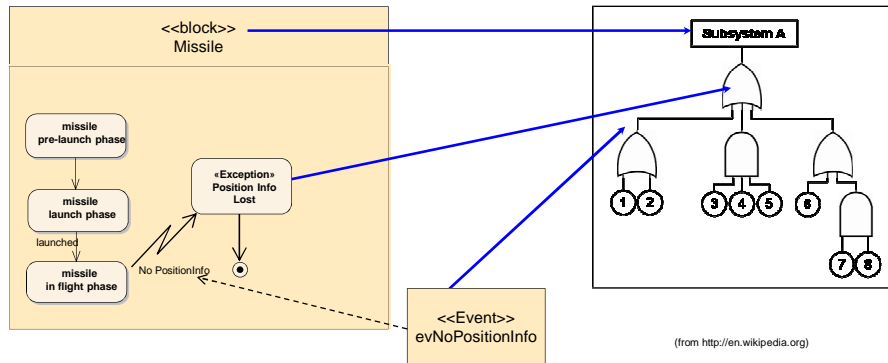 <<block>>
Missile
missile
pre-launch phase
missile
launch phase
launched
missile
in flight phase
«Exception»
Position Info
Lost
No PositionInfo
<<Event>>
evNoPositionInfo
Subsystem A
1
2
3
4
5
6
7
8
(from http://en.wikipedia.org)